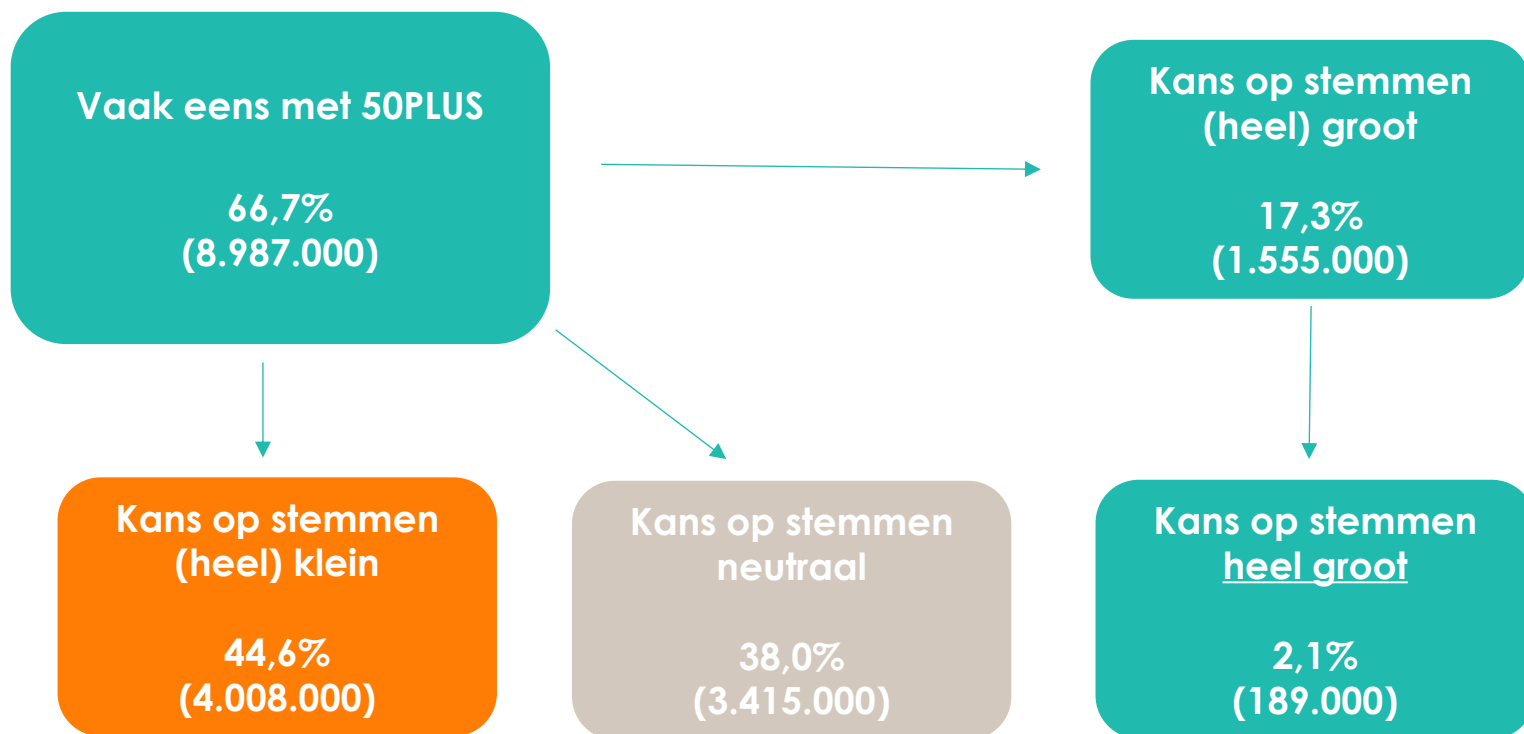 Vaak eens met 50PLUS
66,7%
(8.987.000)
Kans op stemmen
(heel) groot
17,3%
(1.555.000)
Kans op stemmen
(heel) klein
44,6%
(4.008.000)
Kans op stemmen
neutraal
38,0%
(3.415.000)
Kans op stemmen
heel groot
2,1%
(189.000)